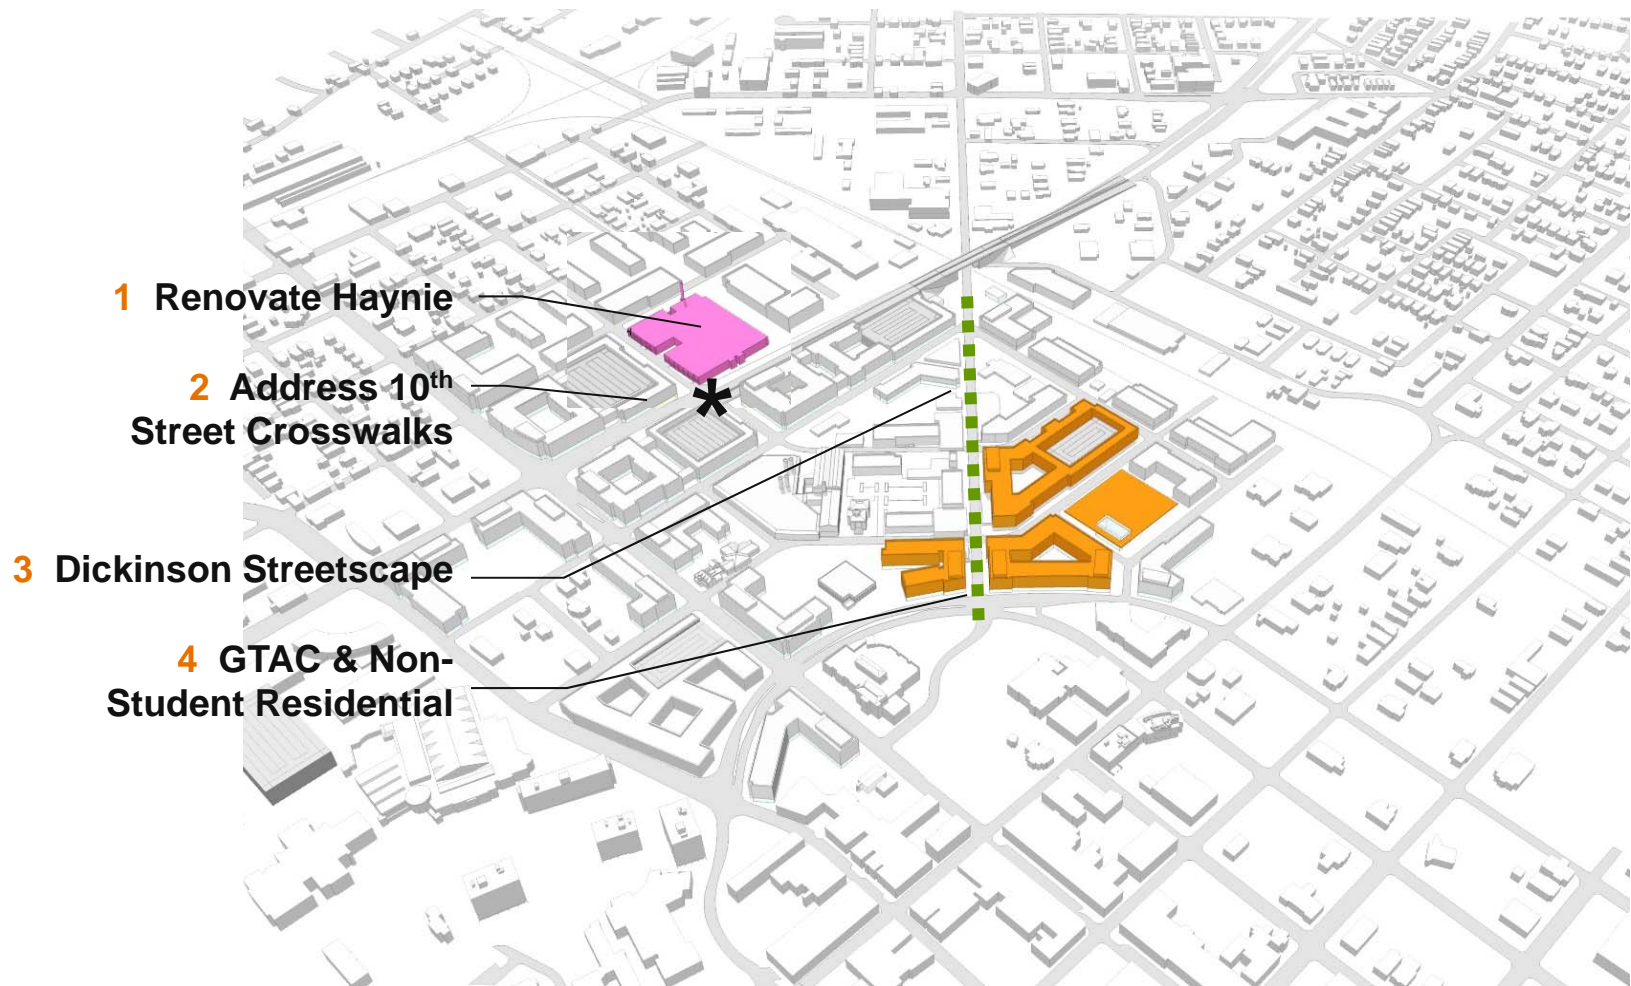 1 Renovate Haynie
2 Address 10th
Street Crosswalks
*
3 Dickinson Streetscape
4 GTAC & Non-
Student Residential